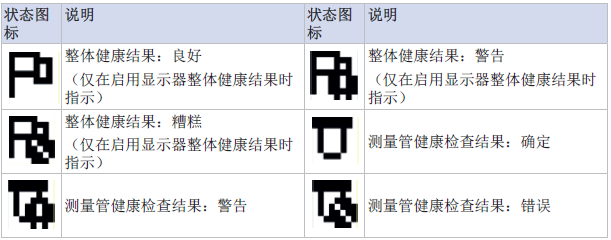 状态图标 说明 状态图标 说明
整体健康结果：良好
（仅在启用显示器整体健康结果时
指示）
整体健康结果：警告
（仅在启用显示器整体健康结果时
指示）
整体健康结果：糟糕
（仅在启用显示器整体健康结果时
指示）
测量管健康检查结果：确定
测量管健康检查结果：警告
测量管健康检查结果：错误